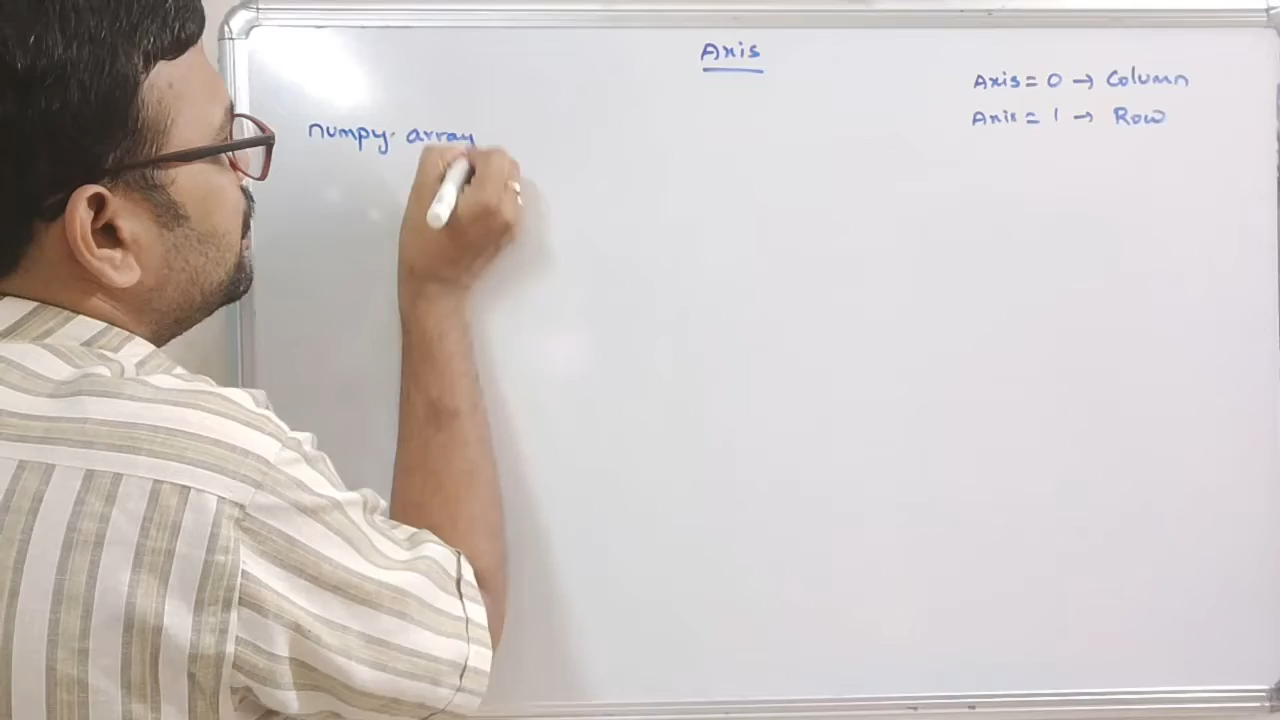 Axis
Axis = 0 → Column
Axis = 1 → Row
numpy. array